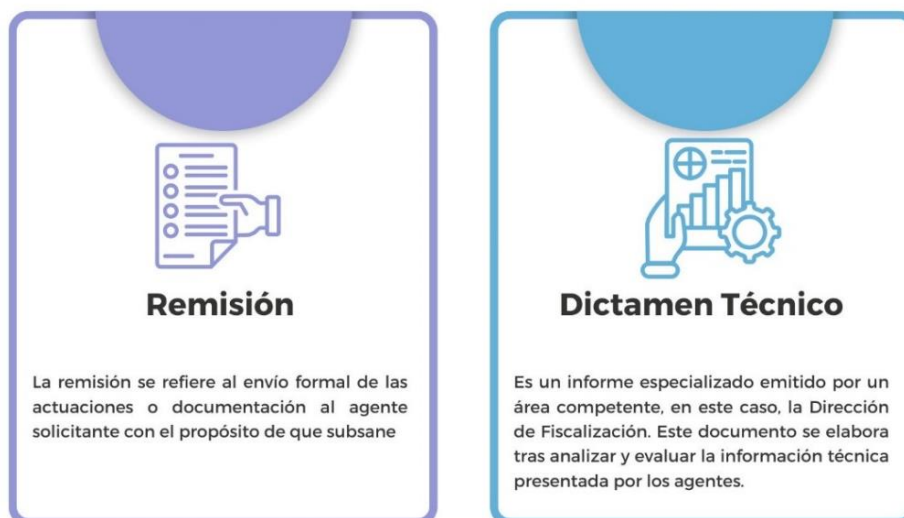 Remisión
La remisión se refiere al envío formal de las
actuaciones o documentación al agente
solicitante con el propósito de que subsane
Dictamen Técnico
Es un informe especializado emitido por un
área competente, en este caso, la Dirección
de Fiscalización. Este documento se elabora
tras analizar y evaluar la información técnica
presentada por los agentes.